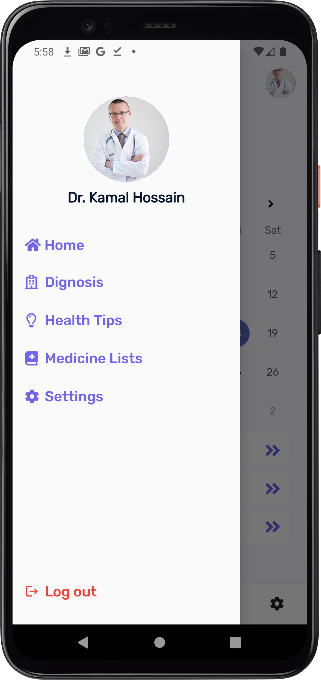 5:58
Dr. Kamal Hossain
Home
Dignosis
Health Tips
Medicine Lists
Settings
Log out
Sat
5
12
19
26
2